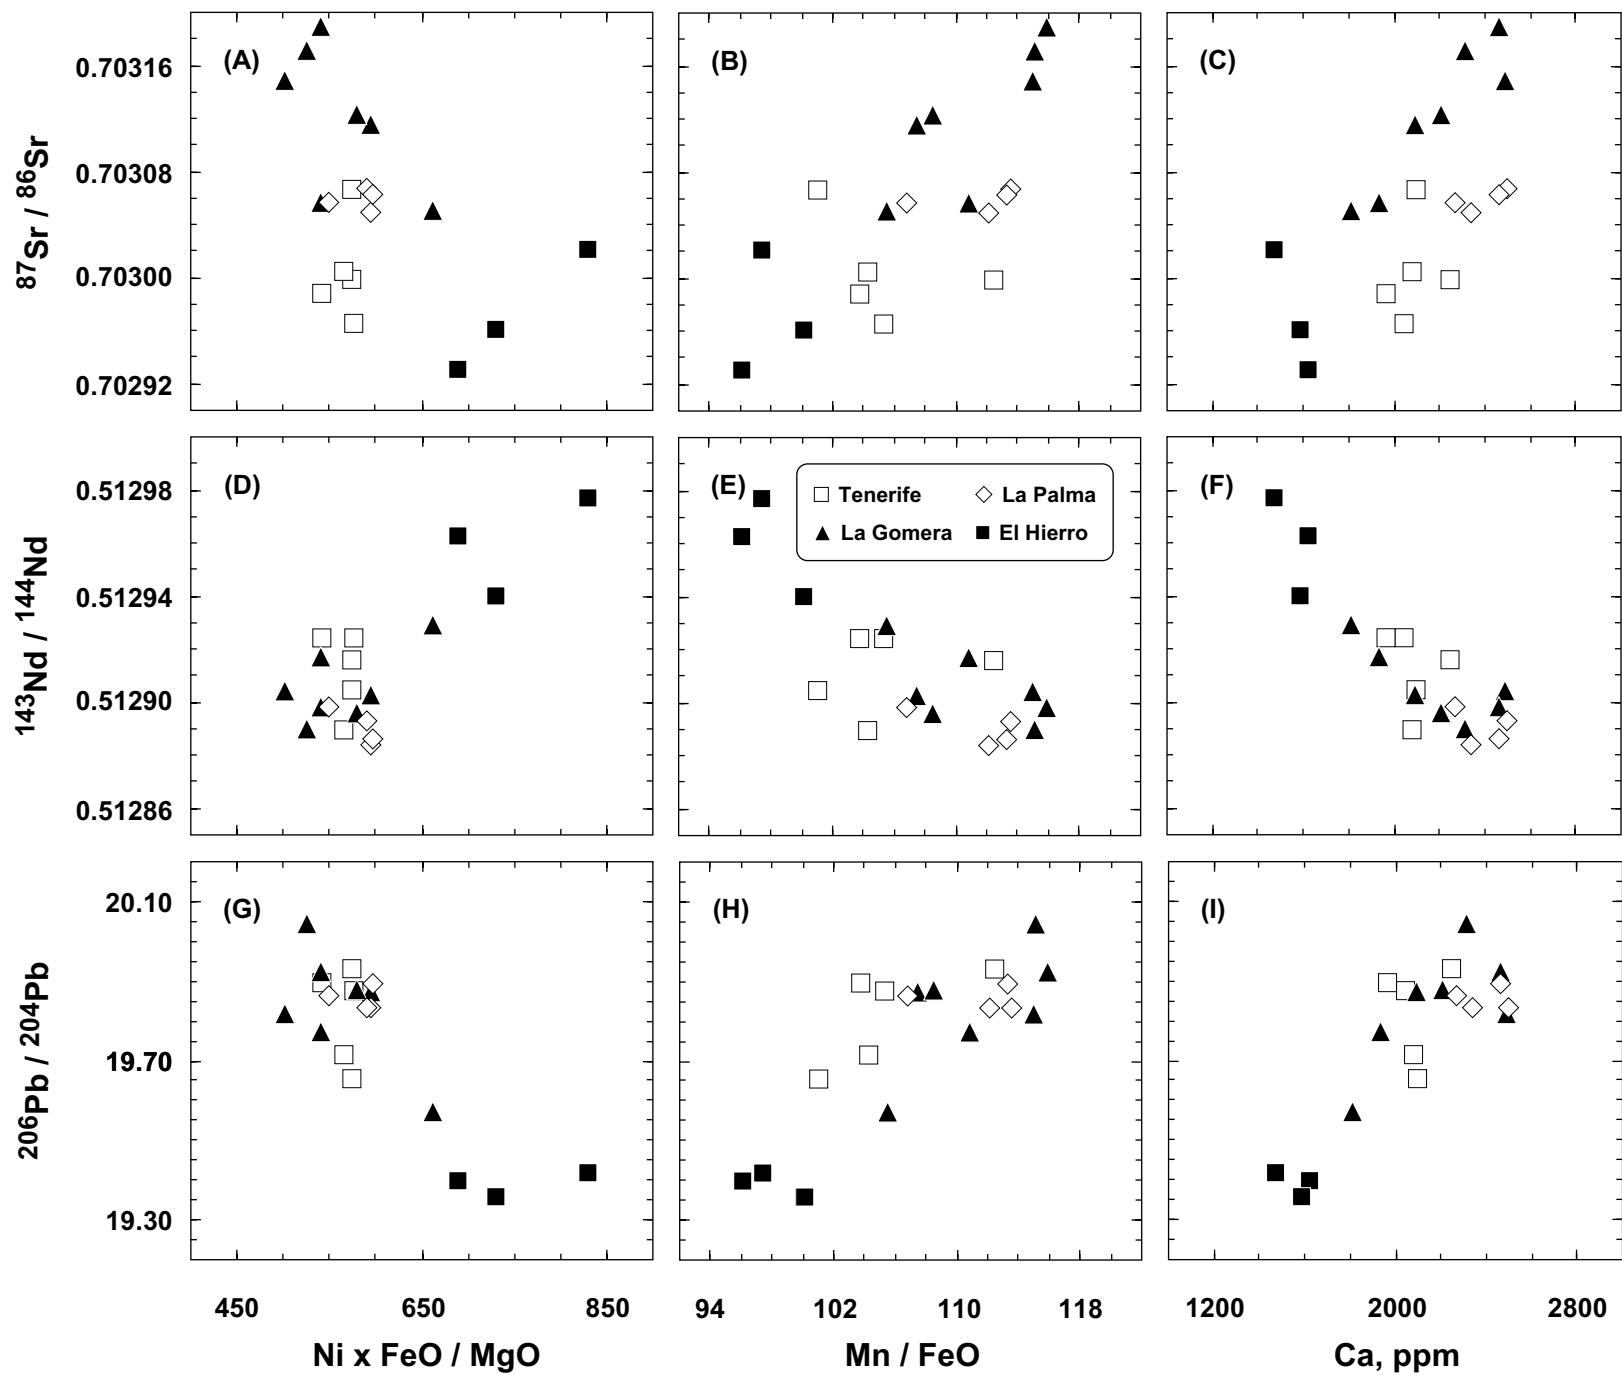 (A)
(B)
(C)
0.70316
0.70308
0.70300
0.70292
87Sr / 86Sr
(D)
(E)
(F)
Tenerife
La Palma
La Gomera
El Hierro
0.51298
0.51294
0.51290
0.51286
143Nd / 144Nd
(G)
(H)
(I)
20.10
19.70
19.30
206Pb / 204Pb
450 650 850
94 102 110 118
1200 2000 2800
Ni x FeO / MgO
Mn / FeO
Ca, ppm